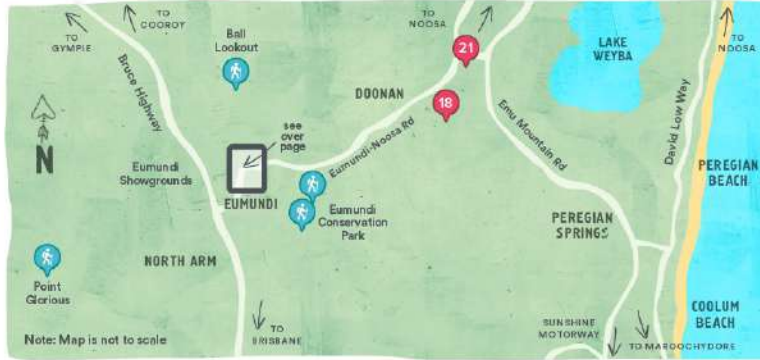 TO
GYMPIE
TO
COOROY
Ball
Lookout
TO
NOOSA
21
LAKE
WEYBA
TO
NOOSA
Bruce Highway
DOONAN
18
David Low Way
N
see
over
page
Eumundi-Noosa Rd
Emu Mountain Rd
Eumundi
Showgrounds
PEREGIAN
BEACH
EUMUNDI
Eumundi
Conservation
Park
PEREGIAN
SPRINGS
NORTH ARM
Point
Glorious
COOLUM
BEACH
Note: Map is not to scale
TO
BRISBANE
SUNSHINE
MOTORWAY
TO MAROOCHYDORE